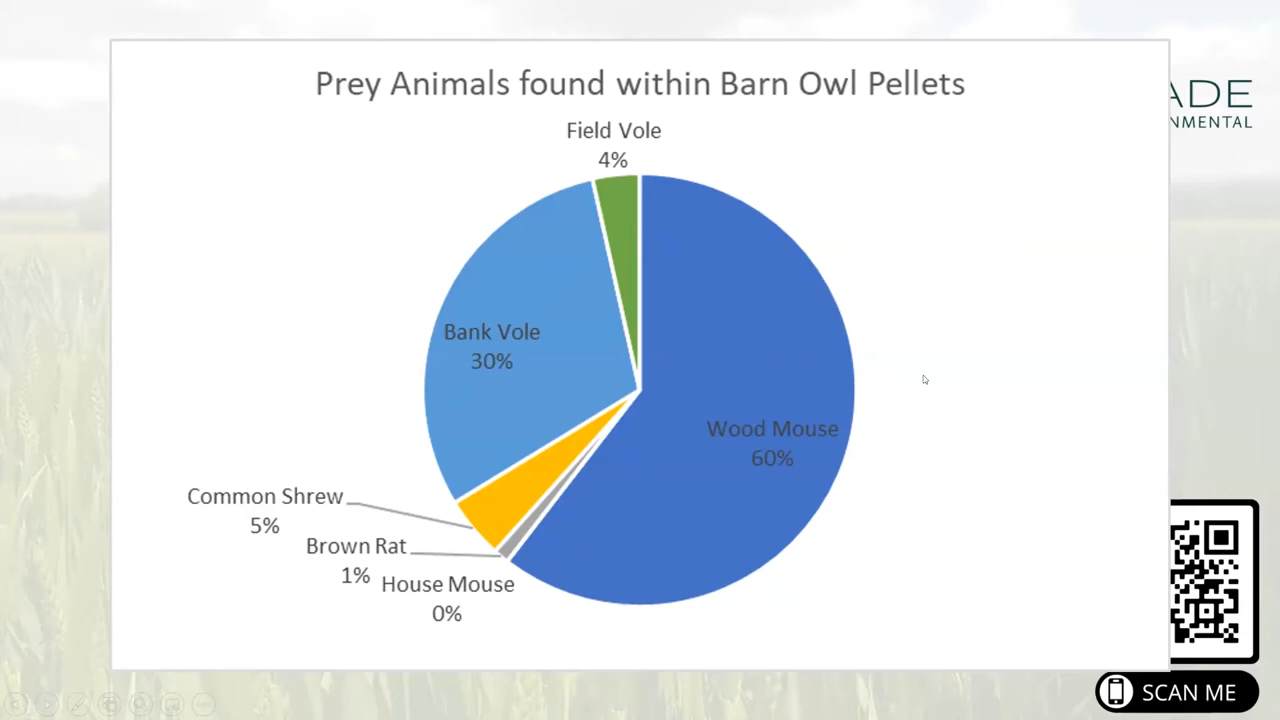 Prey Animals found within Barn Owl Pellets
Field Vole
4%
Bank Vole
30%
Wood Mouse
60%
Common Shrew
5%
Brown Rat
1%
House Mouse
0%
ADE
NMENTAL
SCAN ME